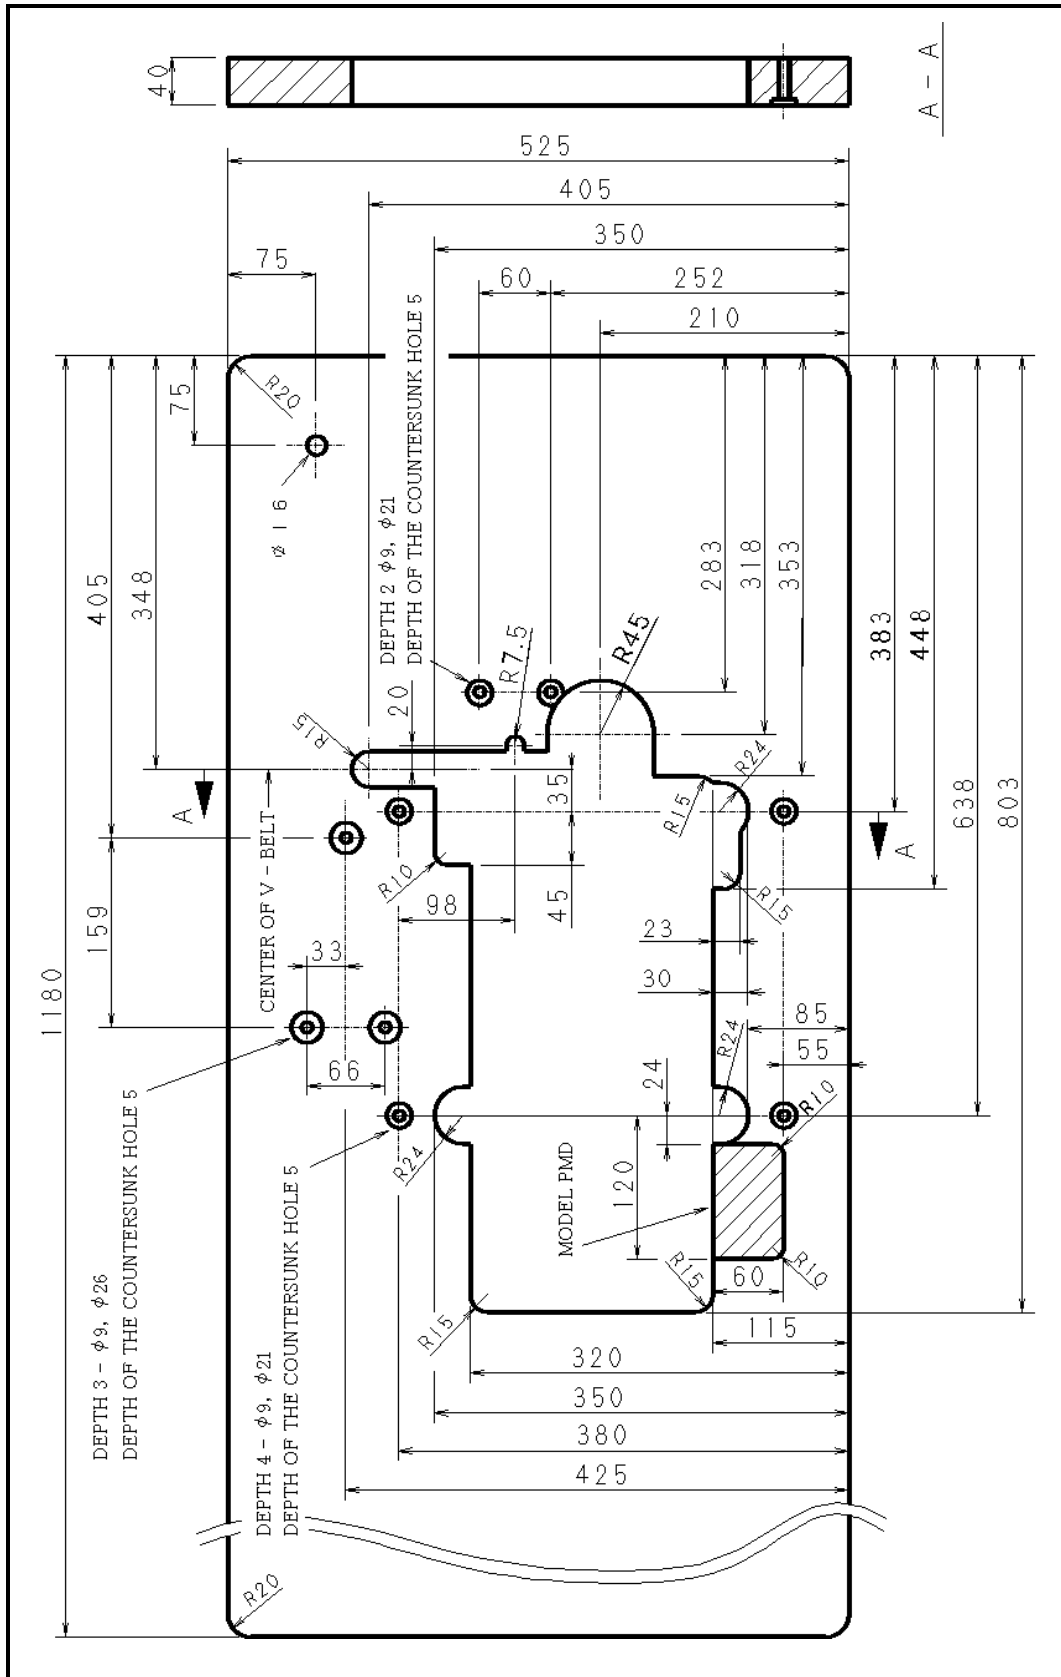 40
A - A
525
405
350
75
60
252
210
R20
75
φ16
DEPTH 2 φ9, φ21
DEPTH OF THE COUNTERSUNK HOLE 5
405
348
283
318
353
383
448
638
803
1180
R7.5
R45
20
R15
35
R24
R15
A
A
CENTER OF V - BELT
R10
98
45
R15
159
33
23
30
66
85
55
R24
24
R10
R24
120
MODEL PMD
R10
60
R15
R15
115
DEPTH 3 - φ9, φ26
DEPTH OF THE COUNTERSUNK HOLE 5
DEPTH 4 - φ9, φ21
DEPTH OF THE COUNTERSUNK HOLE 5
320
350
380
425
R20